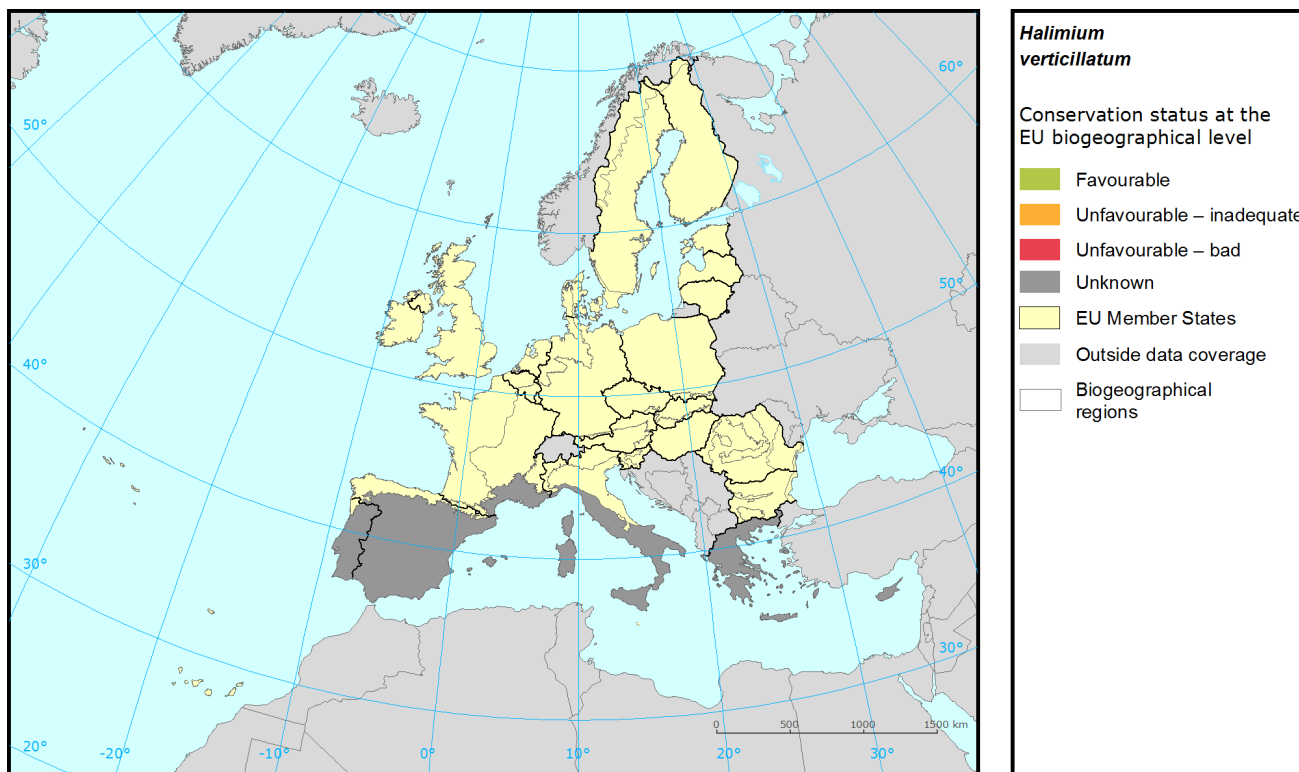 60°
50°
50°
40°
40°
30°
30°
0 500 1000 1500 km
20° -20° -10° 0° 10° 20° 30°
Halimium
verticillatum
Conservation status at the
EU biogeographical level
Favourable
Unfavourable – inadequate
Unfavourable – bad
Unknown
EU Member States
Outside data coverage
Biogeographical
regions